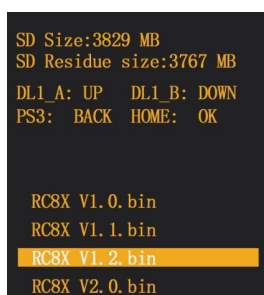 SD Size:3829 MB
SD Residue size:3767 MB
DL1_A: UP DL1_B: DOWN
PS3: BACK HOME: OK
RC8X V1.0.bin
RC8X V1.1.bin
RC8X V1.2.bin
RC8X V2.0.bin